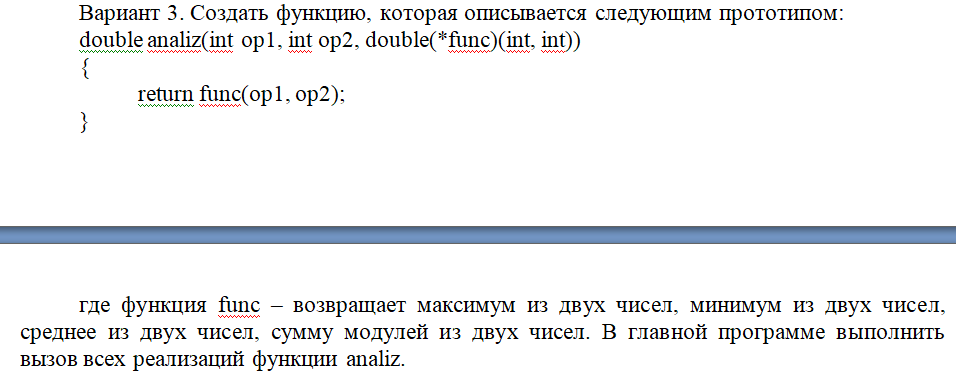 Вариант 3. Создать функцию, которая описывается следующим прототипом:
double analiz(int op1, int op2, double(*func)(int, int))
{
return func(op1, op2);
}
где функция func – возвращает максимум из двух чисел, минимум из двух чисел,
среднее из двух чисел, сумму модулей из двух чисел. В главной программе выполнить
вызов всех реализаций функции analiz.